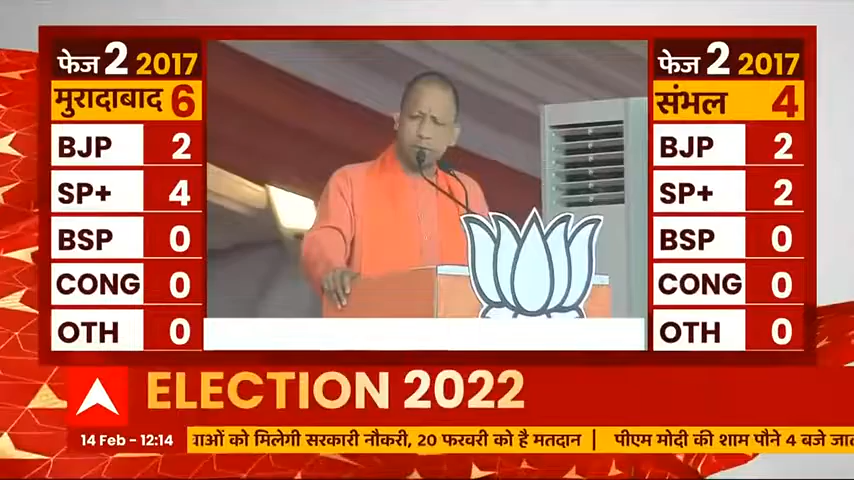 फेज 2 2017
मुरादाबाद 6
BJP 2
SP+ 4
BSP 0
CONG 0
OTH 0
फेज 2 2017
संभल 4
BJP 2
SP+ 2
BSP 0
CONG 0
OTH 0
ELECTION 2022
14 Feb - 12:14
को मिलेगी सरकारी नौकरी, 20 फरवरी को है मतदान | पीएम मोदी की शाम पौने 4 बजे